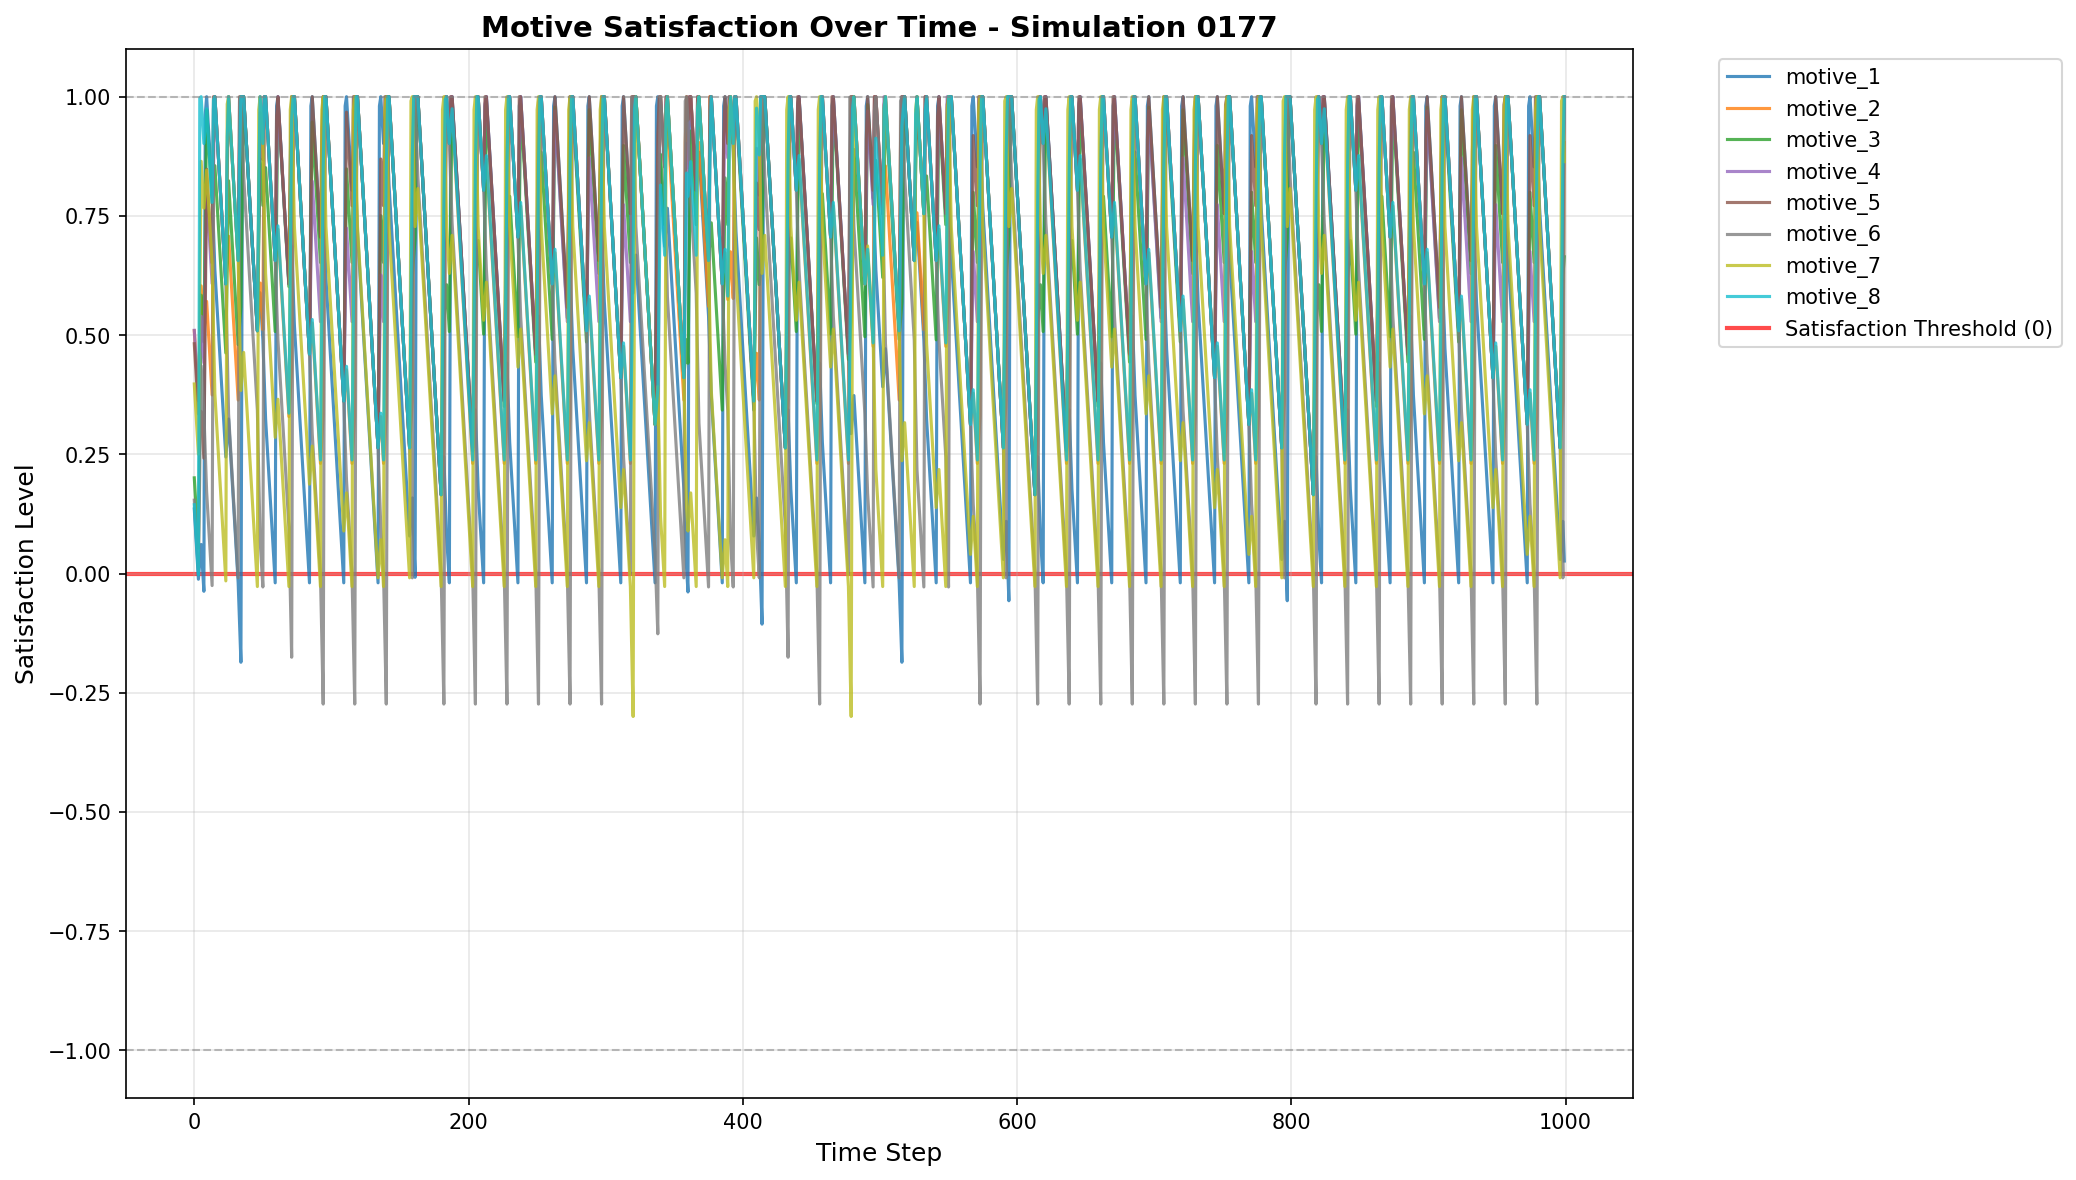 Motive Satisfaction Over Time - Simulation 0177
1.00
0.75
0.50
0.25
0.00
−0.25
−0.50
−0.75
−1.00
Satisfaction Level
0
200
400
600
800
1000
Time Step
motive_1
motive_2
motive_3
motive_4
motive_5
motive_6
motive_7
motive_8
Satisfaction Threshold (0)